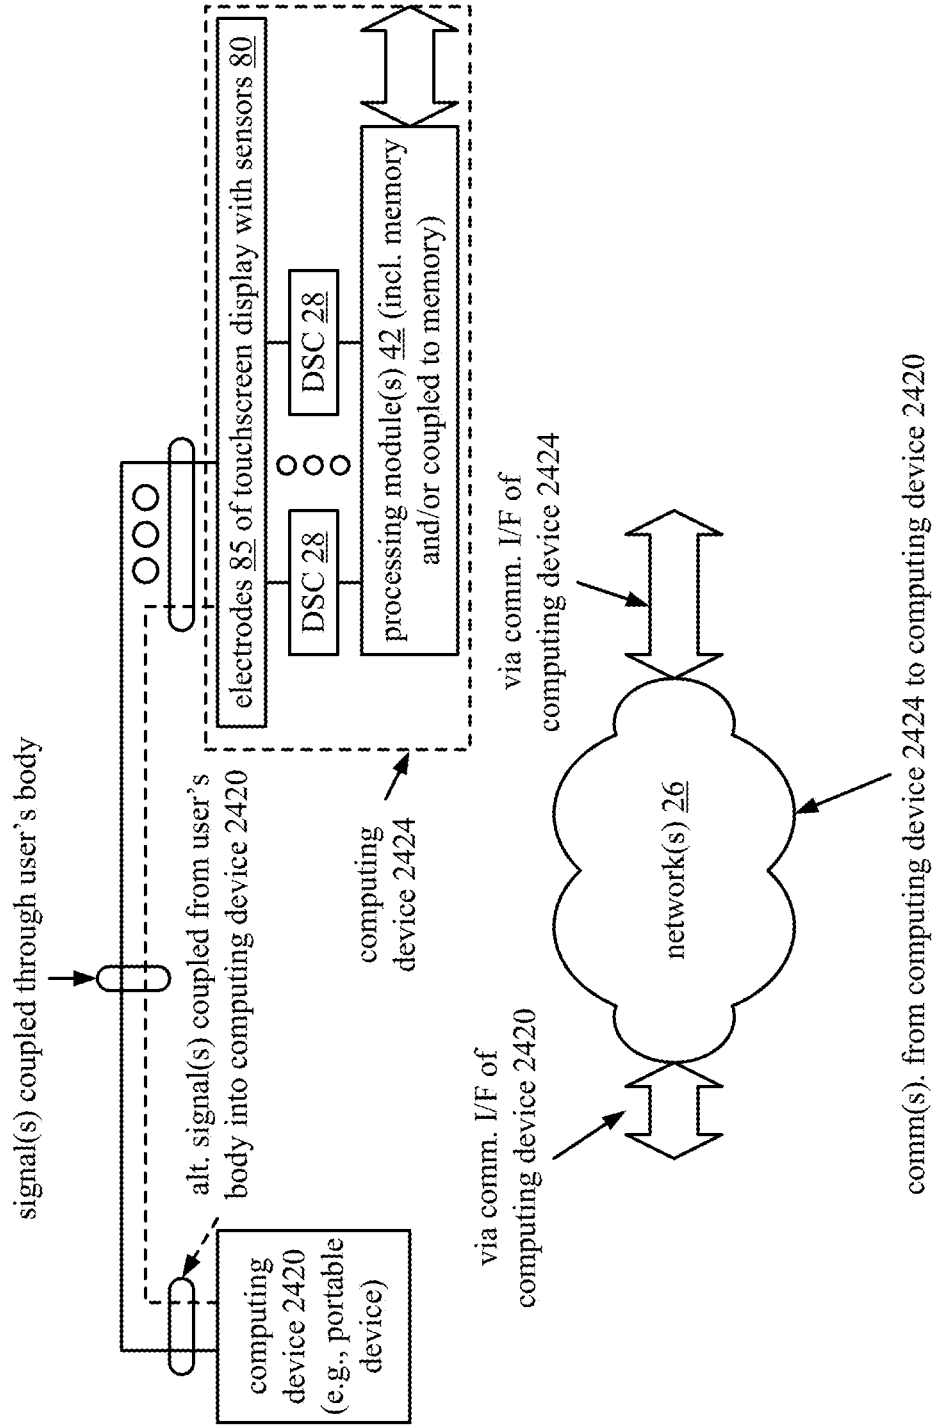 signal(s) coupled through user's body
alt. signal(s) coupled from user's
body into computing device 2420
computing
device 2420
(e.g., portable
device)
electrodes 85 of touchscreen display with sensors 80
DSC 28
DSC 28
processing module(s) 42 (incl. memory
and/or coupled to memory)
computing
device 2424
via comm. I/F of
computing device 2420
via comm. I/F of
computing device 2424
network(s) 26
comm(s). from computing device 2424 to computing device 2420